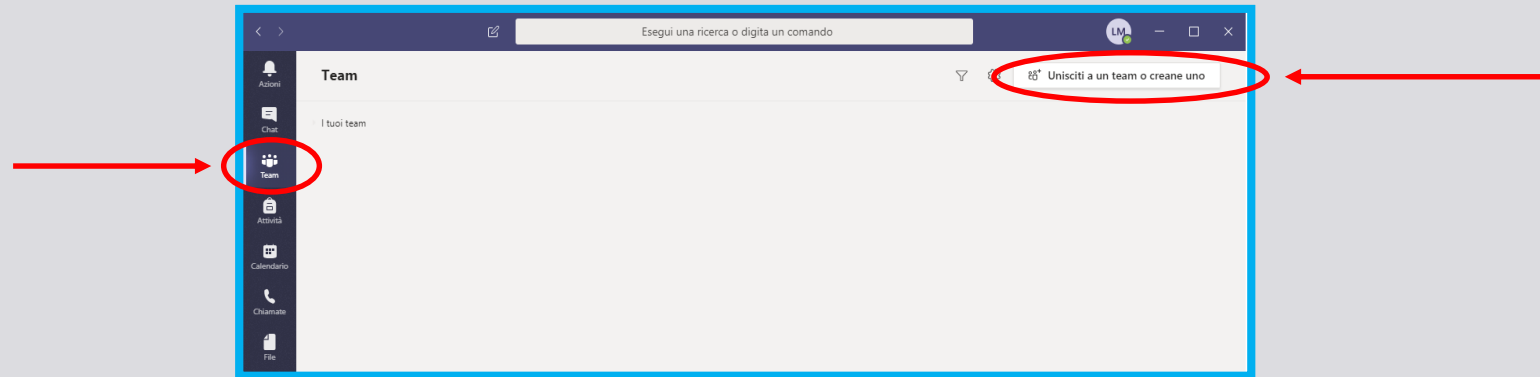 Esegui una ricerca o digita un comando
LM
Azioni
Team
Unisciti a un team o creane uno
Chat
I tuoi team
Team
Attività
Calendario
Chiamate
File